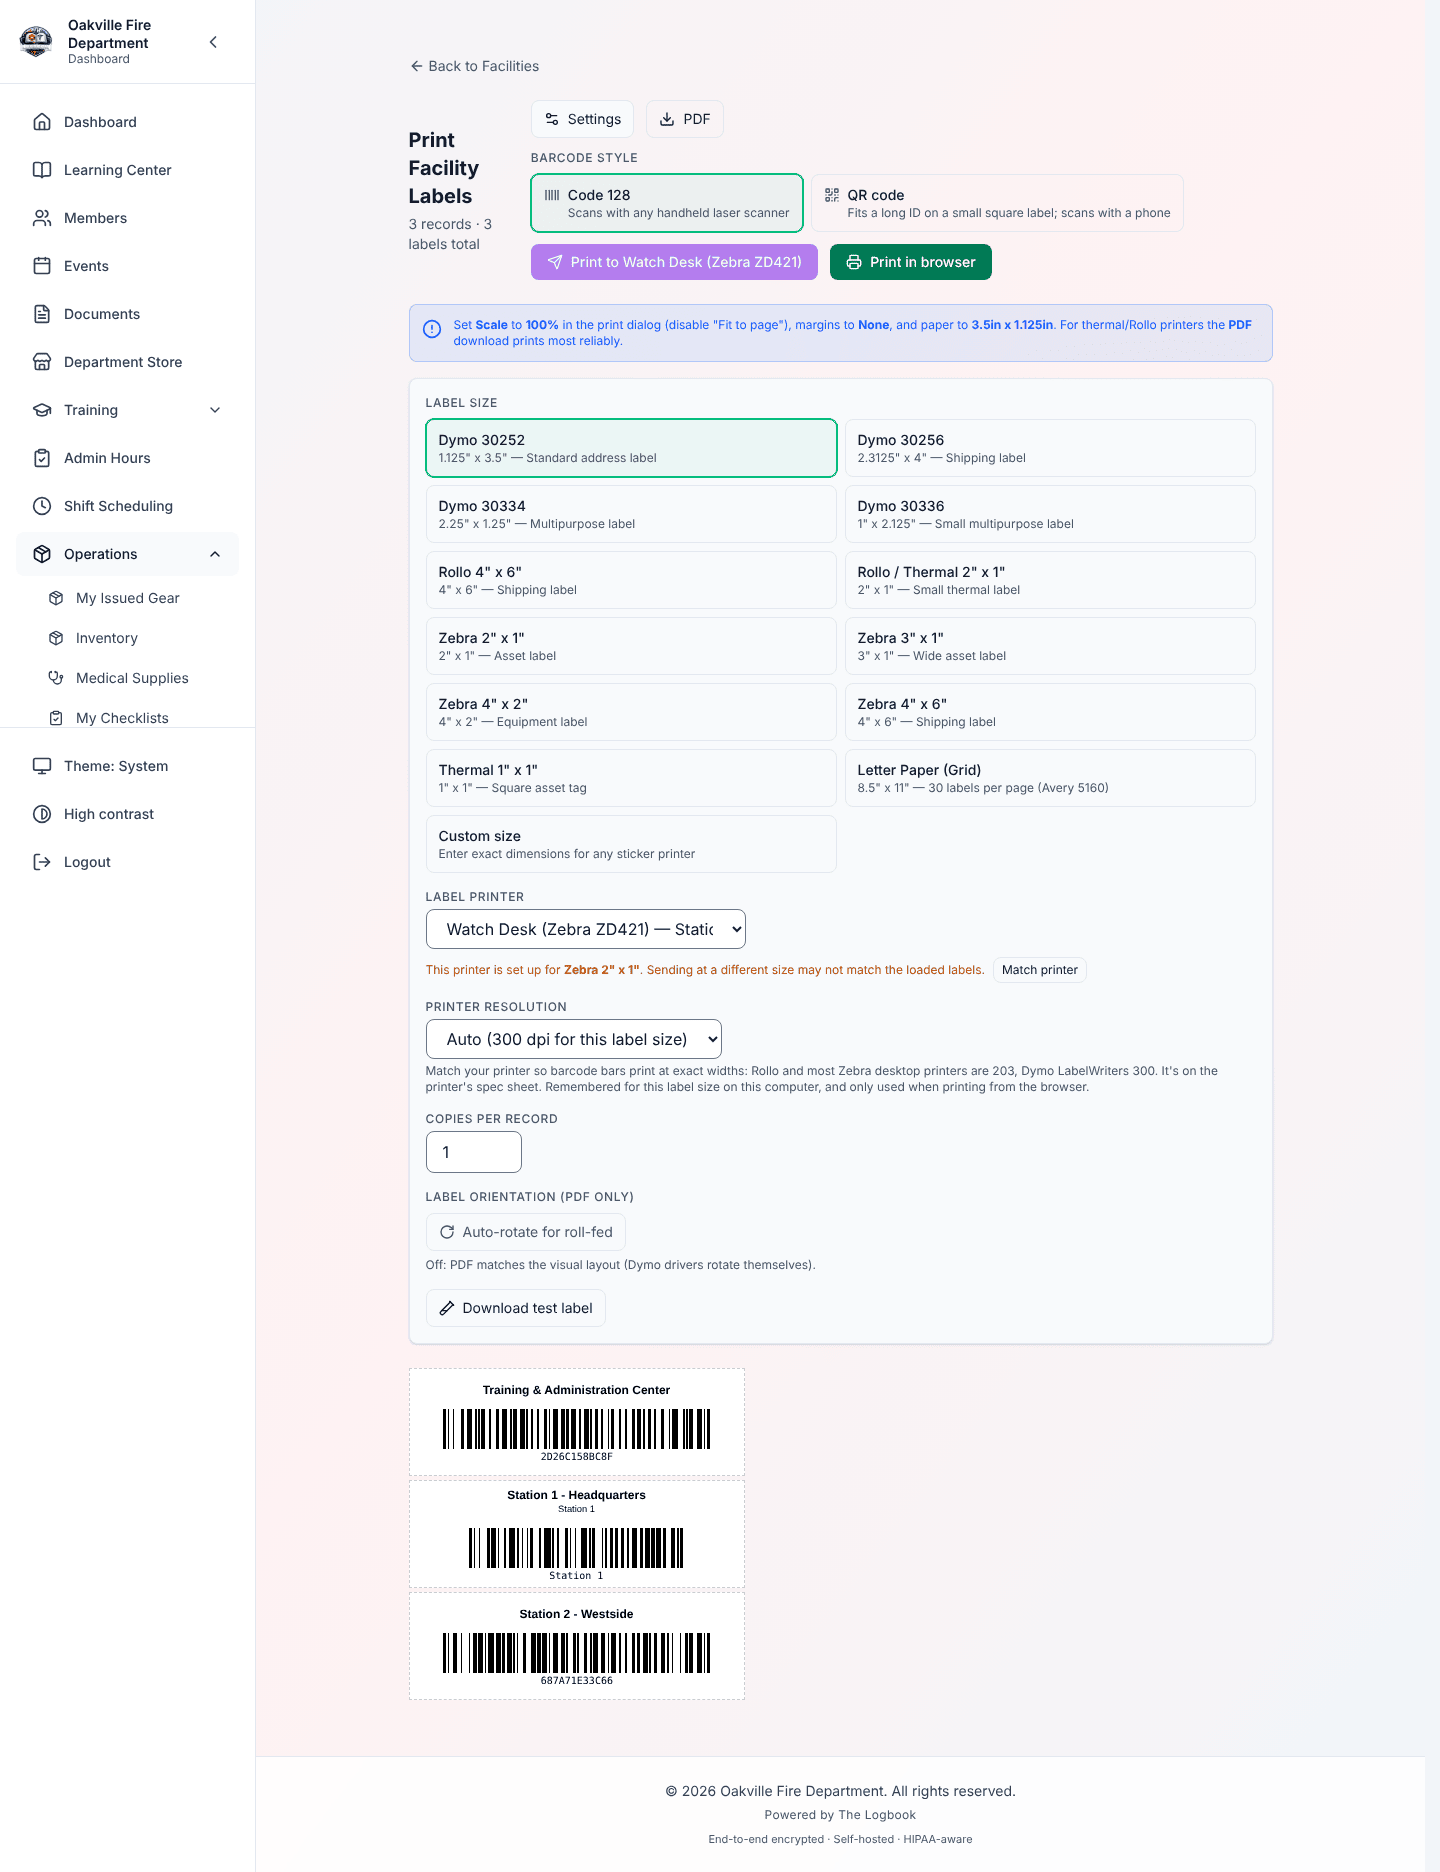 Oakville Fire
Department
Dashboard
Dashboard
Learning Center
Members
Events
Documents
Department Store
Training
Admin Hours
Shift Scheduling
Operations
My Issued Gear
Inventory
Medical Supplies
My Checklists
Theme: System
High contrast
Logout
Back to Facilities
Print
Facility
Labels
3 records · 3
labels total
Settings
PDF
BARCODE STYLE
Code 128
Scans with any handheld laser scanner
QR code
Fits a long ID on a small square label; scans with a phone
Print to Watch Desk (Zebra ZD421)
Print in browser
Set Scale to 100% in the print dialog (disable "Fit to page"), margins to None, and paper to 3.5in x 1.125in. For thermal/Rollo printers the PDF
download prints most reliably.
LABEL SIZE
Dymo 30252
1.125" x 3.5" — Standard address label
Dymo 30256
2.3125" x 4" — Shipping label
Dymo 30334
2.25" x 1.25" — Multipurpose label
Dymo 30336
1" x 2.125" — Small multipurpose label
Rollo 4" x 6"
4" x 6" — Shipping label
Rollo / Thermal 2" x 1"
2" x 1" — Small thermal label
Zebra 2" x 1"
2" x 1" — Asset label
Zebra 3" x 1"
3" x 1" — Wide asset label
Zebra 4" x 2"
4" x 2" — Equipment label
Zebra 4" x 6"
4" x 6" — Shipping label
Thermal 1" x 1"
1" x 1" — Square asset tag
Letter Paper (Grid)
8.5" x 11" — 30 labels per page (Avery 5160)
Custom size
Enter exact dimensions for any sticker printer
LABEL PRINTER
Watch Desk (Zebra ZD421) — Static
This printer is set up for Zebra 2" x 1". Sending at a different size may not match the loaded labels.
Match printer
PRINTER RESOLUTION
Auto (300 dpi for this label size)
Match your printer so barcode bars print at exact widths: Rollo and most Zebra desktop printers are 203, Dymo LabelWriters 300. It's on the
printer's spec sheet. Remembered for this label size on this computer, and only used when printing from the browser.
COPIES PER RECORD
1
LABEL ORIENTATION (PDF ONLY)
Auto-rotate for roll-fed
Off: PDF matches the visual layout (Dymo drivers rotate themselves).
Download test label
Training & Administration Center
2D26C158BC8F
Station 1 - Headquarters
Station 1
Station 1
Station 2 - Westside
687A71E33C66
© 2026 Oakville Fire Department. All rights reserved.
Powered by The Logbook
End-to-end encrypted · Self-hosted · HIPAA-aware